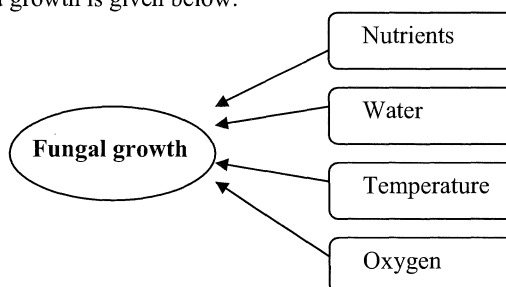 growth is given below:
Nutrients
Water
Fungal growth
Temperature
Oxygen